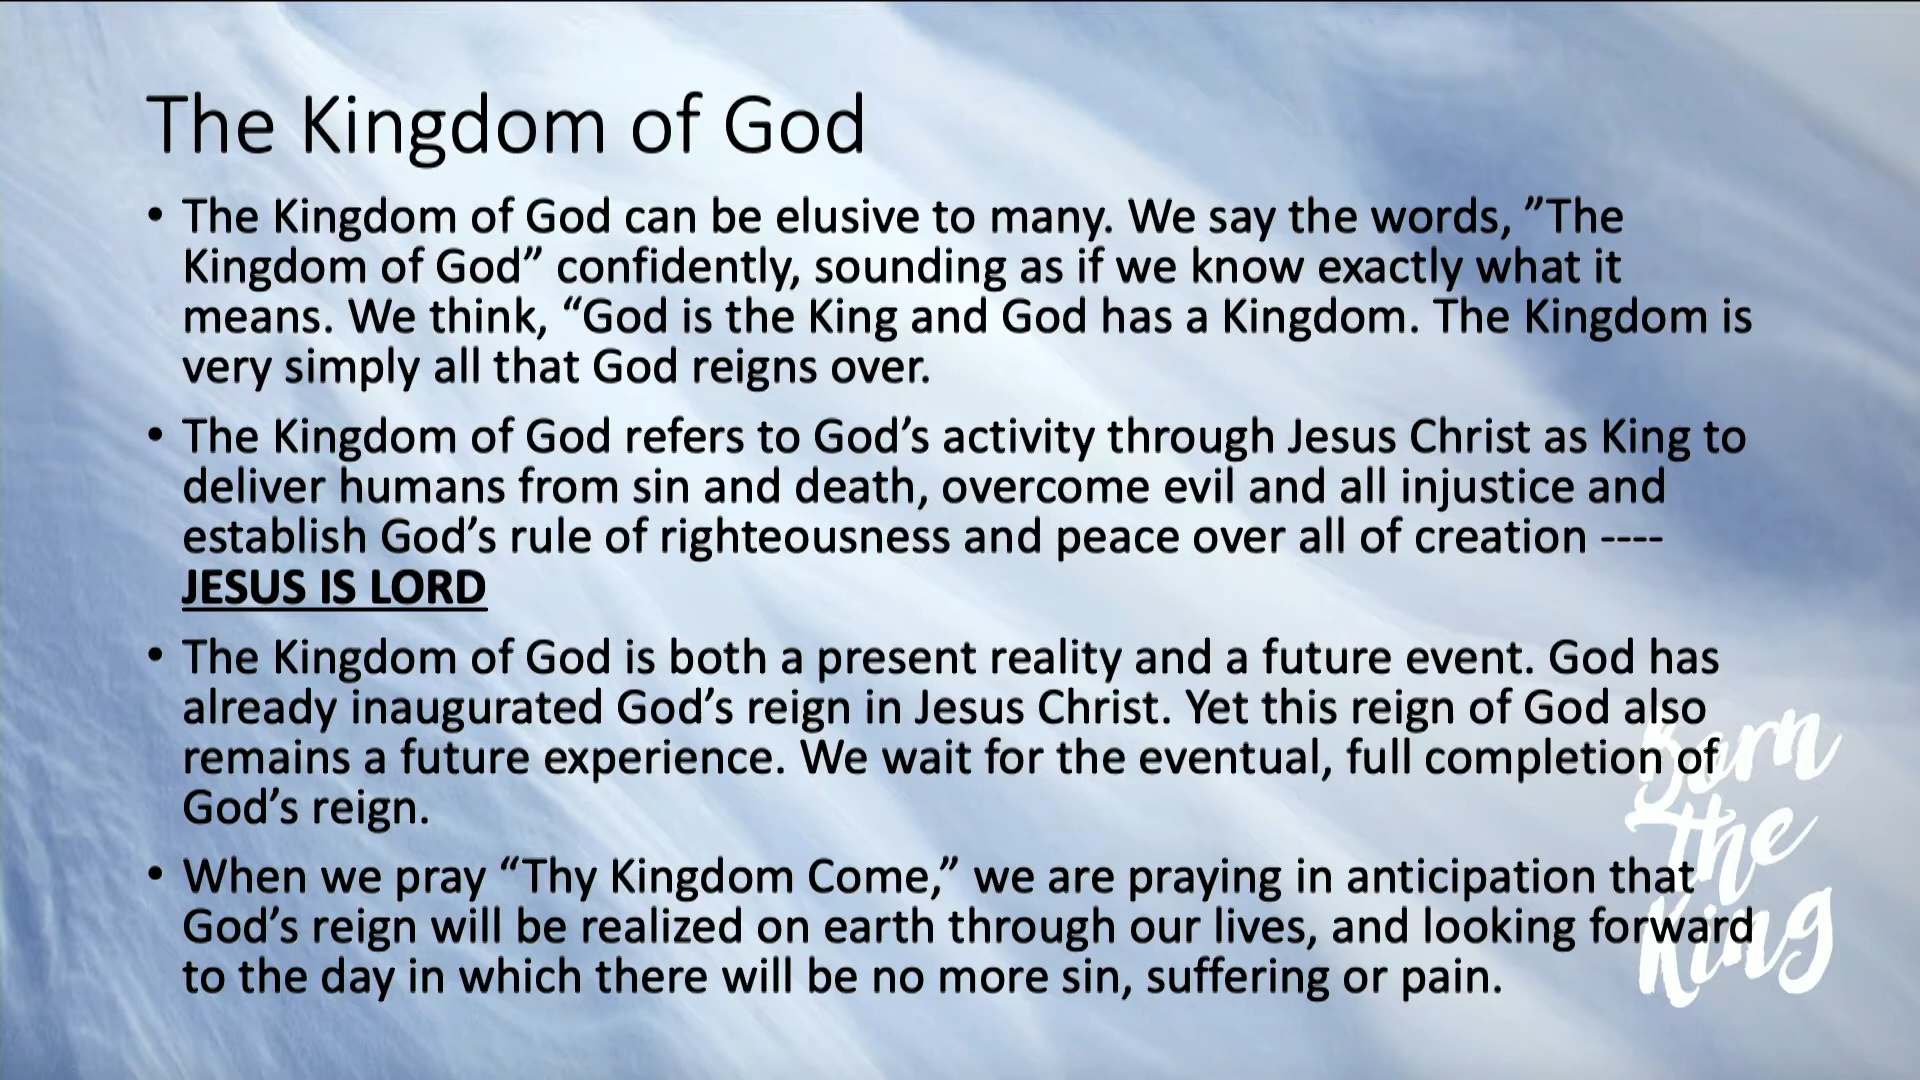 The Kingdom of God
• The Kingdom of God can be elusive to many. We say the words, ”The
Kingdom of God” confidently, sounding as if we know exactly what it
means. We think, “God is the King and God has a Kingdom. The Kingdom is
very simply all that God reigns over.
• The Kingdom of God refers to God’s activity through Jesus Christ as King to
deliver humans from sin and death, overcome evil and all injustice and
establish God’s rule of righteousness and peace over all of creation ----
JESUS IS LORD
• The Kingdom of God is both a present reality and a future event. God has
already inaugurated God’s reign in Jesus Christ. Yet this reign of God also
remains a future experience. We wait for the eventual, full completion of
God’s reign.
• When we pray “Thy Kingdom Come,” we are praying in anticipation that
God’s reign will be realized on earth through our lives, and looking forward
to the day in which there will be no more sin, suffering or pain.
the
King